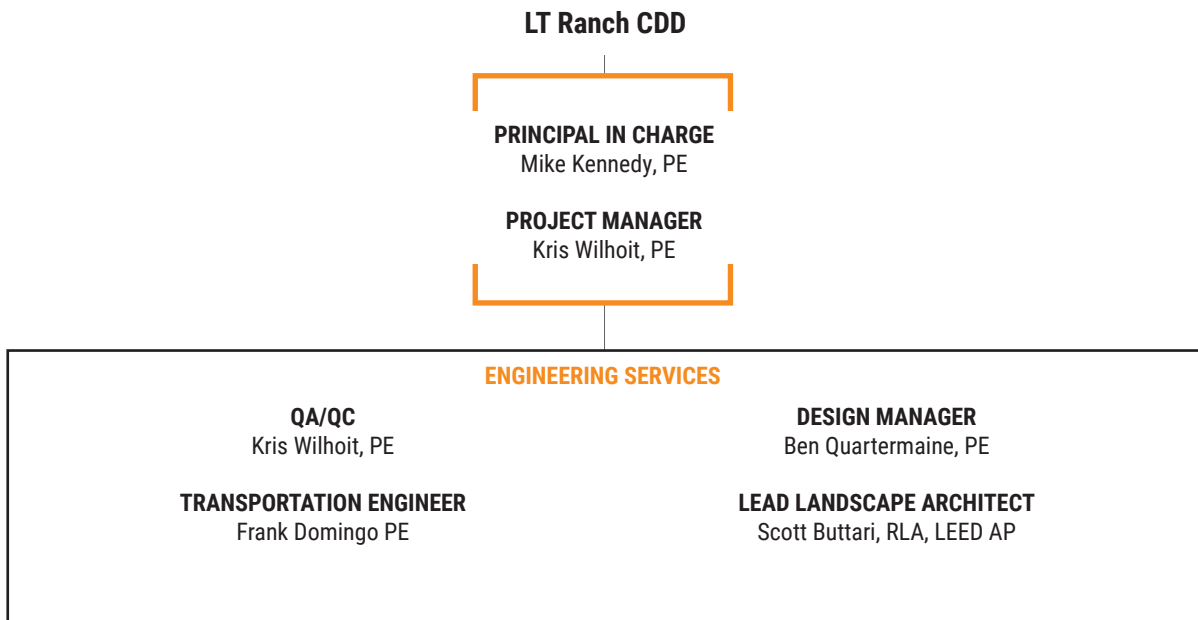 LT Ranch CDD
PRINCIPAL IN CHARGE
Mike Kennedy, PE
PROJECT MANAGER
Kris Wilhoit, PE
ENGINEERING SERVICES
QA/QC
Kris Wilhoit, PE
DESIGN MANAGER
Ben Quartermaine, PE
TRANSPORTATION ENGINEER
Frank Domingo PE
LEAD LANDSCAPE ARCHITECT
Scott Buttari, RLA, LEED AP